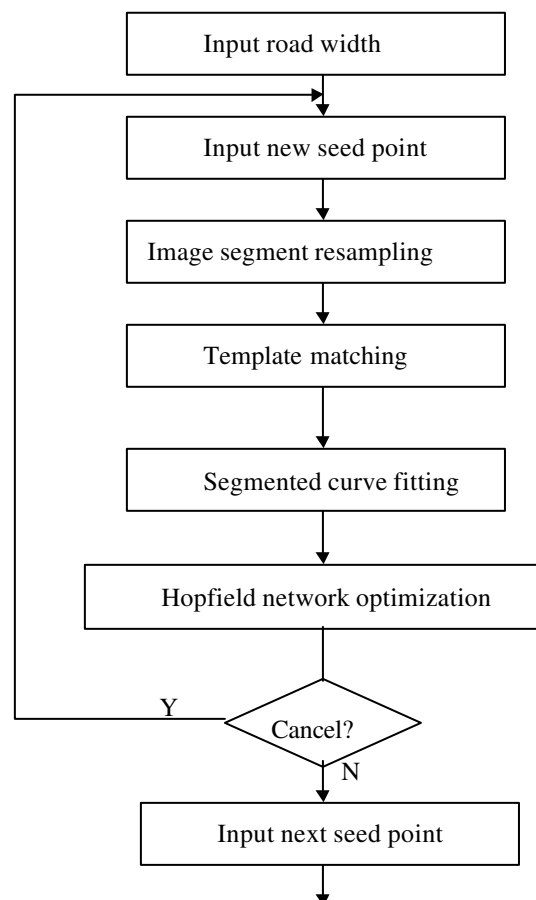 Input road width
Input new seed point
Image segment resampling
Template matching
Segmented curve fitting
Hopfield network optimization
Y
Cancel?
N
Input next seed point